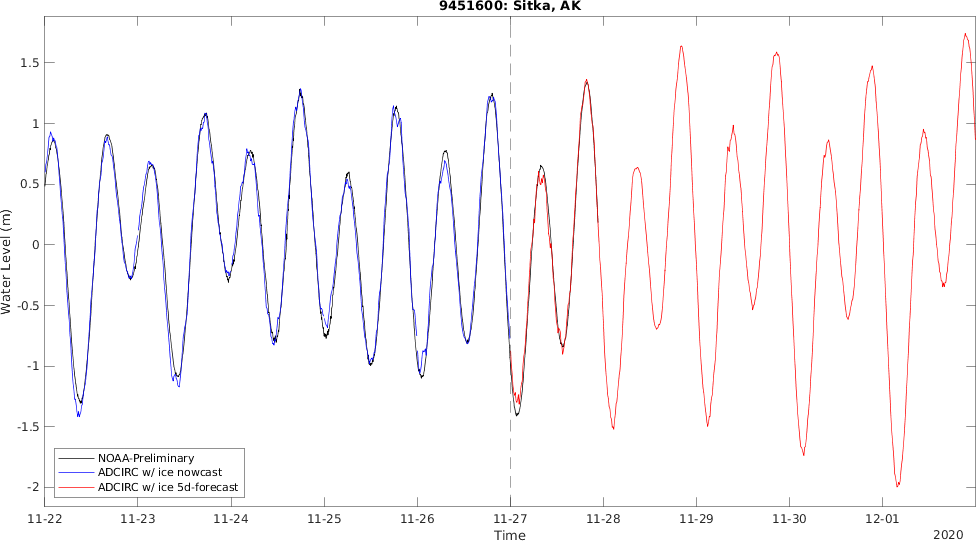 9451600: Sitka, AK
Water Level (m)
1.5
1
0.5
0
-0.5
-1
-1.5
-2
NOAA-Preliminary
ADCIRC w/ ice nowcast
ADCIRC w/ ice 5d-forecast
11-22 11-23 11-24 11-25 11-26 11-27 11-28 11-29 11-30 12-01
Time
2020